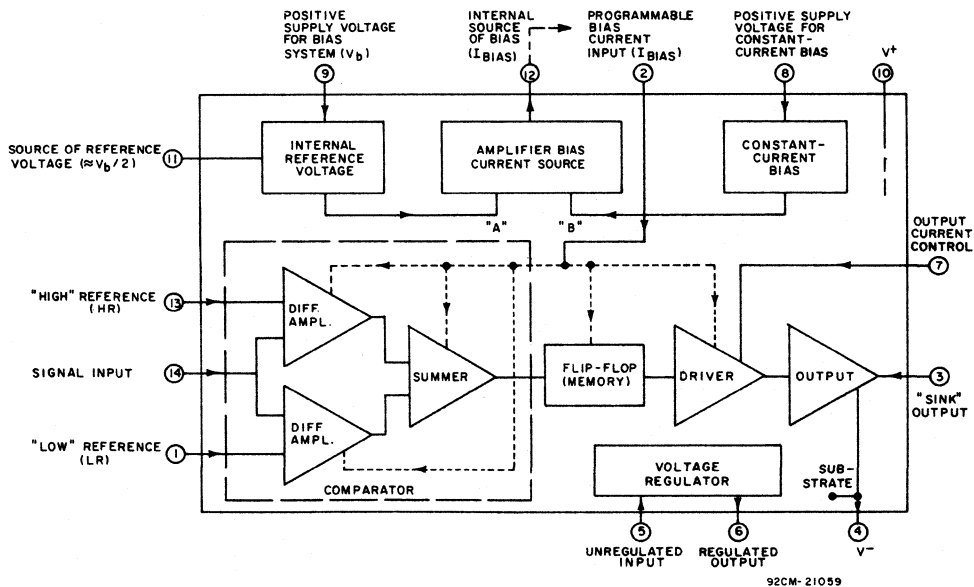 POSITIVE
SUPPLY VOLTAGE
FOR BIAS
SYSTEM (Vb)
9
INTERNAL
SOURCE
OF BIAS
(IBIAS)
12
PROGRAMMABLE
BIAS
CURRENT
INPUT (IBIAS)
2
POSITIVE SUPPLY
VOLTAGE FOR
CONSTANT-
CURRENT BIAS
8
V+
10
SOURCE OF REFERENCE
VOLTAGE (≈Vb/2)
11
INTERNAL
REFERENCE
VOLTAGE
AMPLIFIER BIAS
CURRENT SOURCE
CONSTANT-
CURRENT
BIAS
"A"
"B"
OUTPUT
CURRENT
CONTROL
7
"HIGH" REFERENCE
(HR)
13
DIFF.
AMPL.
SIGNAL INPUT
14
SUMMER
FLIP-FLOP
(MEMORY)
DRIVER
OUTPUT
3
"SINK"
OUTPUT
"LOW" REFERENCE
(LR)
1
DIFF
AMPL.
COMPARATOR
VOLTAGE
REGULATOR
SUB-
STRATE
5
UNREGULATED
INPUT
6
REGULATED
OUTPUT
4
V-
92CM-21059